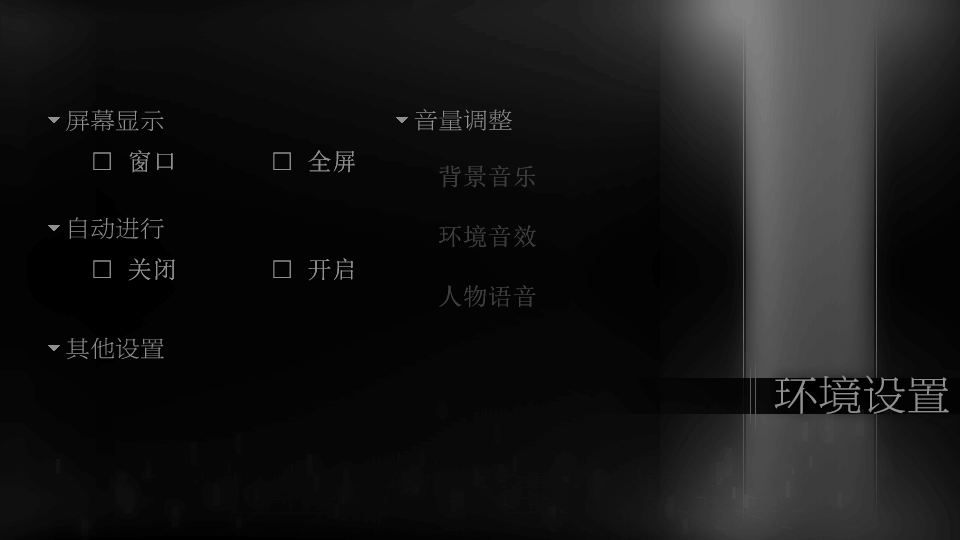 屏幕显示
□ 窗口 □ 全屏
自动进行
□ 关闭 □ 开启
其他设置
音量调整
背景音乐
环境音效
人物语音
环境设置